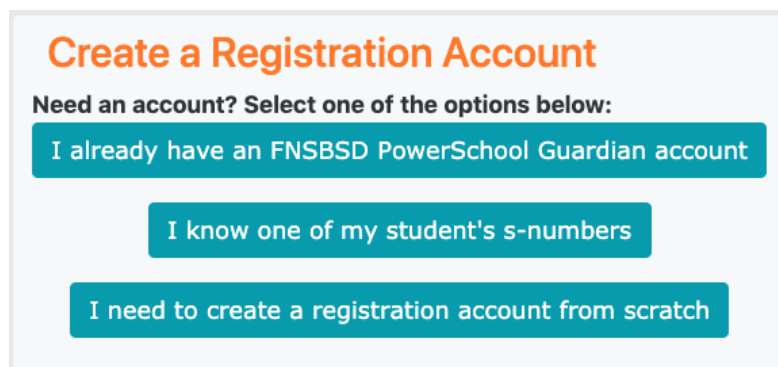 Create a Registration Account
Need an account? Select one of the options below:
I already have an FNSBSD PowerSchool Guardian account
I know one of my student's s-numbers
I need to create a registration account from scratch